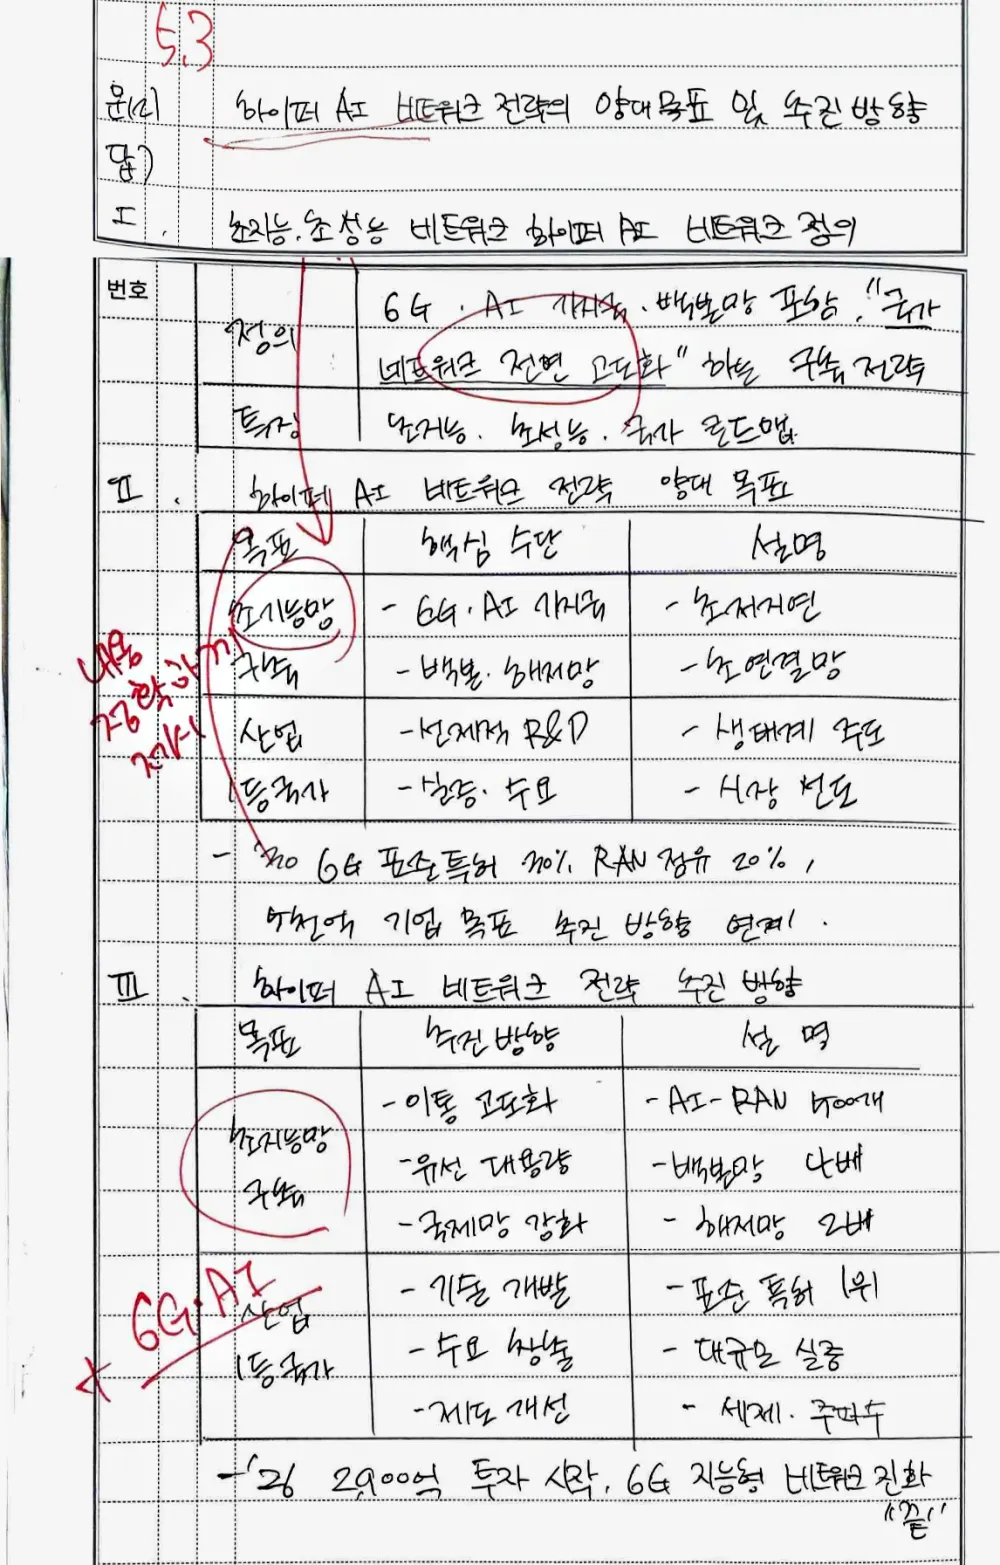 5.3
문2) 하이퍼 AI 네트워크 전략의 양대목표 및 추진 방향
답)
I. 초지능, 초성능 네트워크 하이퍼 AI 네트워크 정의
번호
정의 6G·AI 기지국·백본망 포함, "국가
네트워크 전면 고도화" 하는 구축 전략
특징 초지능, 초성능, 국가 로드맵
II. 하이퍼 AI 네트워크 전략 양대 목표
목표 핵심 수단 설명
초지능망 - 6G·AI 기지국 - 초저지연
구축 - 백본·해저망 - 초연결망
산업 - 선제적 R&D - 생태계 주도
1등국가 - 실증·수요 - 시장 선도
내용
정확하게
제시
- '30 6G 표준특허 30%, RAN 점유 20%,
5천억 기업 목표 추진 방향 연계.
III. 하이퍼 AI 네트워크 전략 추진 방향
목표 추진 방향 설명
초지능망 - 이통 고도화 - AI-RAN 500개
구축 - 유선 대용량 - 백본망 4배
- 국제망 강화 - 해저망 2배
6G·AI
산업 - 기술 개발 - 표준 특허 1위
1등국가 - 수요 창출 - 대규모 실증
- 제도 개선 - 세제·주파수
- '26 2,900억 투자 시작, 6G 지능형 네트워크 진화
"끝"